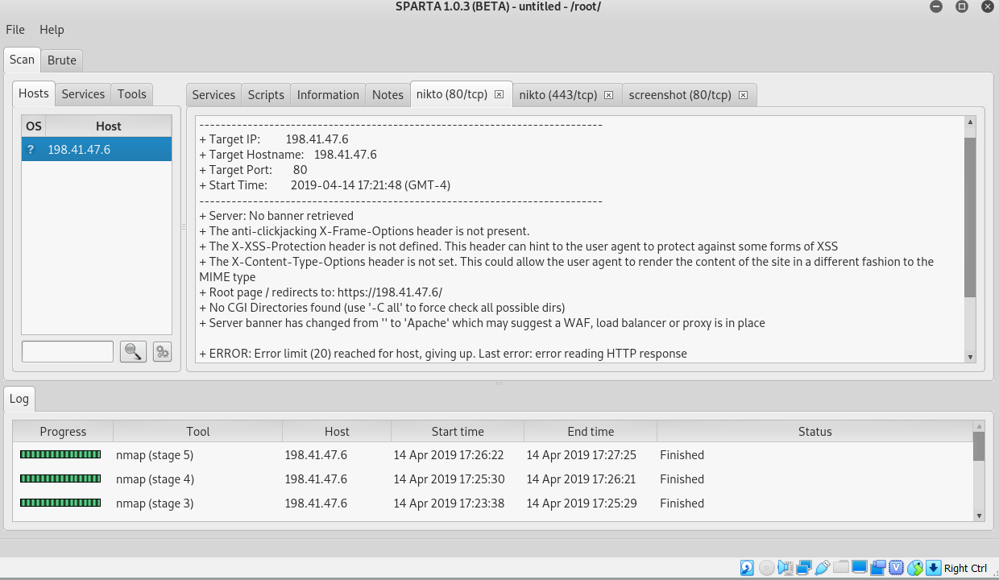 SPARTA 1.0.3 (BETA) - untitled - /root/
File Help
Scan Brute
Hosts Services Tools
OS Host
? 198.41.47.6
Services Scripts Information Notes nikto (80/tcp) nikto (443/tcp) screenshot (80/tcp)
---------------------------------------------------------------------------
+ Target IP: 198.41.47.6
+ Target Hostname: 198.41.47.6
+ Target Port: 80
+ Start Time: 2019-04-14 17:21:48 (GMT-4)
---------------------------------------------------------------------------
+ Server: No banner retrieved
+ The anti-clickjacking X-Frame-Options header is not present.
+ The X-XSS-Protection header is not defined. This header can hint to the user agent to protect against some forms of XSS
+ The X-Content-Type-Options header is not set. This could allow the user agent to render the content of the site in a different fashion to the
MIME type
+ Root page / redirects to: https://198.41.47.6/
+ No CGI Directories found (use '-C all' to force check all possible dirs)
+ Server banner has changed from '' to 'Apache' which may suggest a WAF, load balancer or proxy is in place
+ ERROR: Error limit (20) reached for host, giving up. Last error: error reading HTTP response
Log
Progress Tool Host Start time End time Status
nmap (stage 5) 198.41.47.6 14 Apr 2019 17:26:22 14 Apr 2019 17:27:25 Finished
nmap (stage 4) 198.41.47.6 14 Apr 2019 17:25:30 14 Apr 2019 17:26:21 Finished
nmap (stage 3) 198.41.47.6 14 Apr 2019 17:23:38 14 Apr 2019 17:25:29 Finished
Right Ctrl